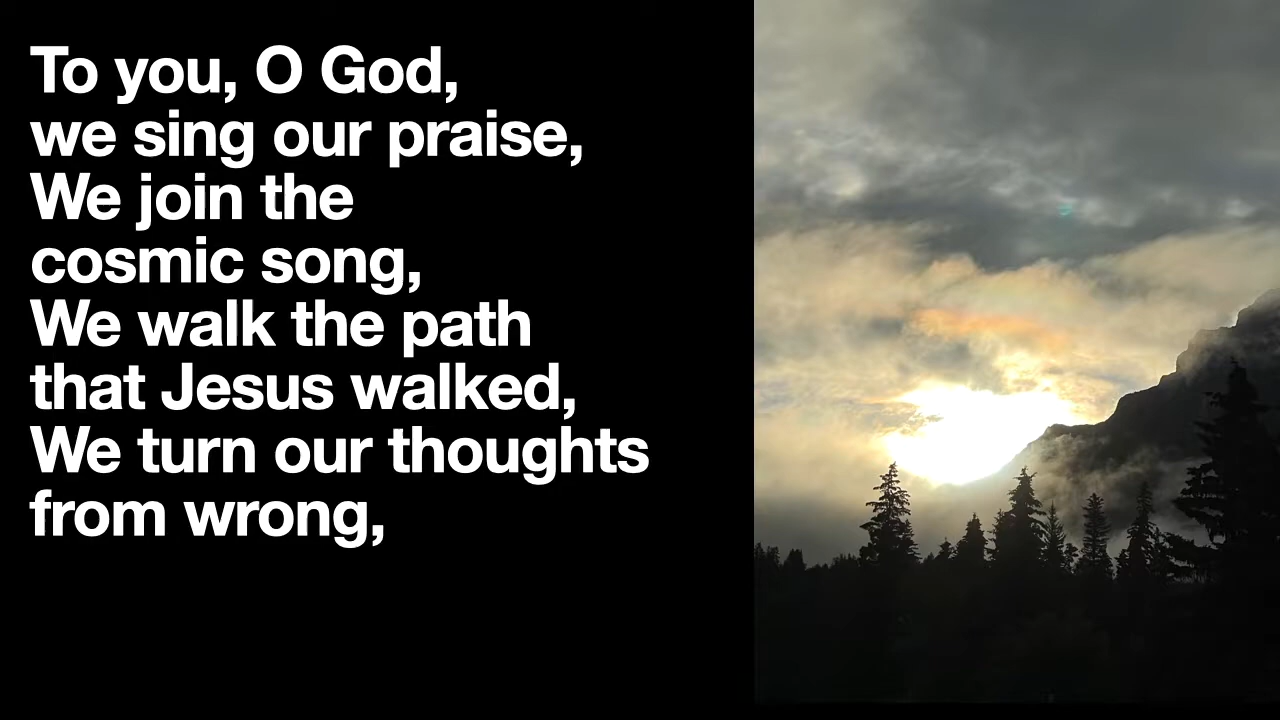 To you, O God,
we sing our praise,
We join the
cosmic song,
We walk the path
that Jesus walked,
We turn our thoughts
from wrong,